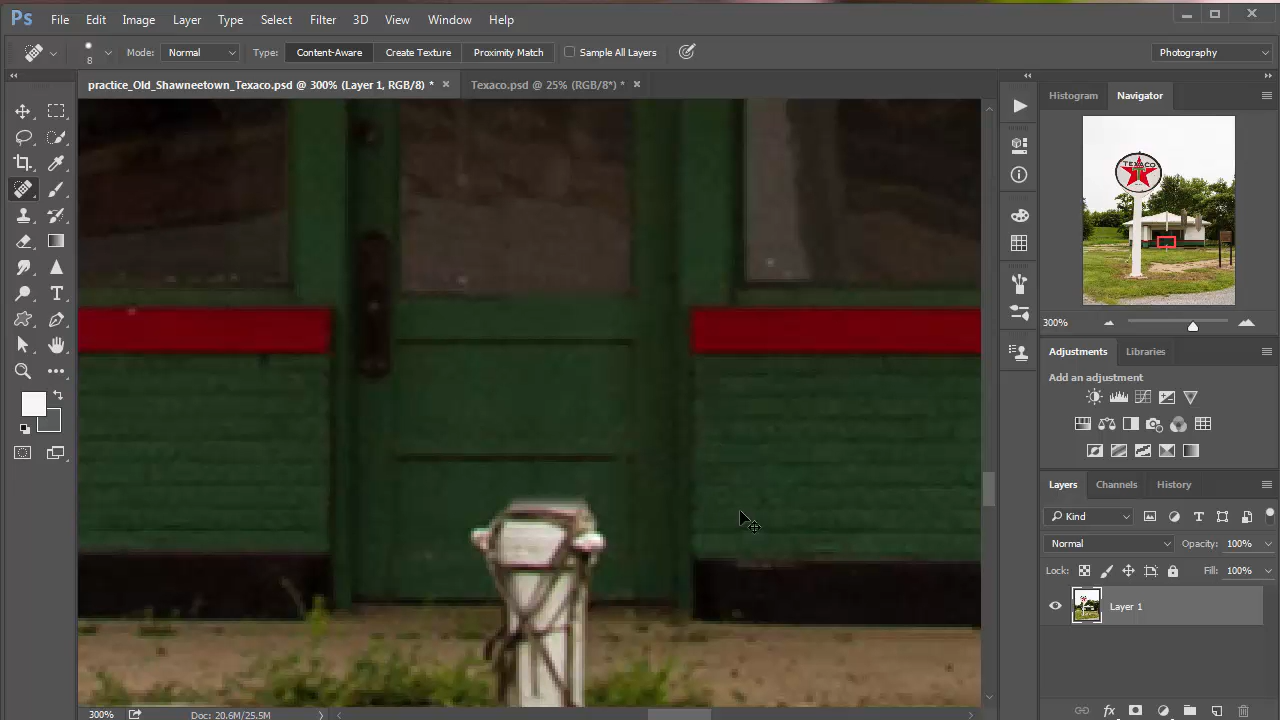 Ps File Edit Image Layer Type Select Filter 3D View Window Help
8 Mode: Normal Type: Content-Aware Create Texture Proximity Match Sample All Layers Photography
practice_Old_Shawneetown_Texaco.psd @ 300% (Layer 1, RGB/8) * Texaco.psd @ 25% (RGB/8*) *
Histogram Navigator
TEXACO
T
300%
Adjustments Libraries
Add an adjustment
Layers Channels History
Kind
Normal Opacity: 100%
Lock: Fill: 100%
Layer 1
300% Doc: 20.6M/25.5M
fx